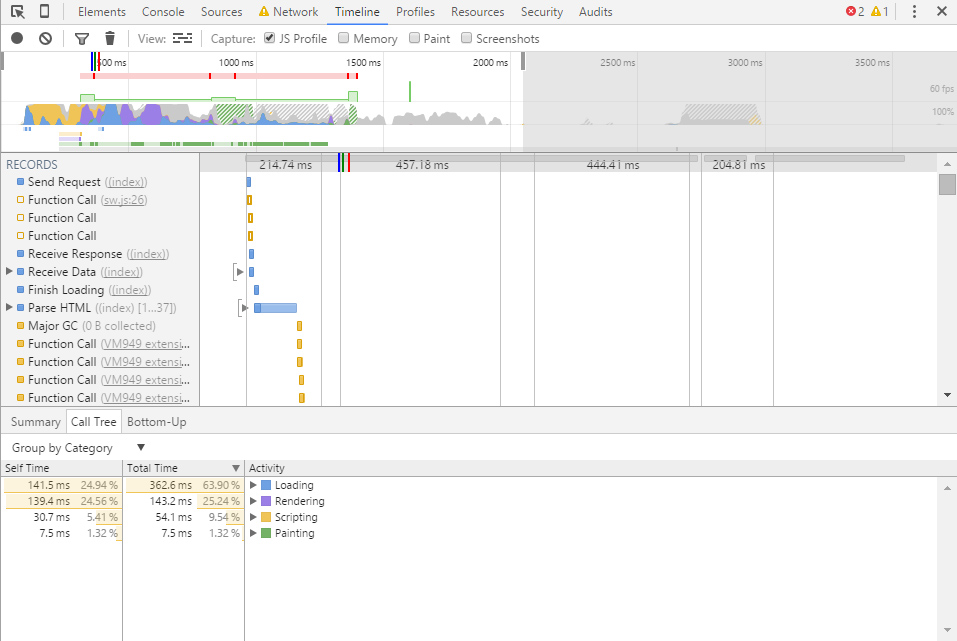 Elements Console Sources Network Timeline Profiles Resources Security Audits 2 1
View: Capture: JS Profile Memory Paint Screenshots
500 ms 1000 ms 1500 ms 2000 ms 2500 ms 3000 ms 3500 ms
60 fps
100%
RECORDS 214.74 ms 457.18 ms 444.41 ms 204.81 ms
Send Request ((index))
Function Call (sw.js:26)
Function Call
Function Call
Receive Response ((index))
Receive Data ((index))
Finish Loading ((index))
Parse HTML ((index) [1...37])
Major GC (0 B collected)
Function Call (VM949 extensi...
Function Call (VM949 extensi...
Function Call (VM949 extensi...
Function Call (VM949 extensi...
Summary Call Tree Bottom-Up
Group by Category
Self Time Total Time Activity
141.5 ms 24.94 % 362.6 ms 63.90 % Loading
139.4 ms 24.56 % 143.2 ms 25.24 % Rendering
30.7 ms 5.41 % 54.1 ms 9.54 % Scripting
7.5 ms 1.32 % 7.5 ms 1.32 % Painting